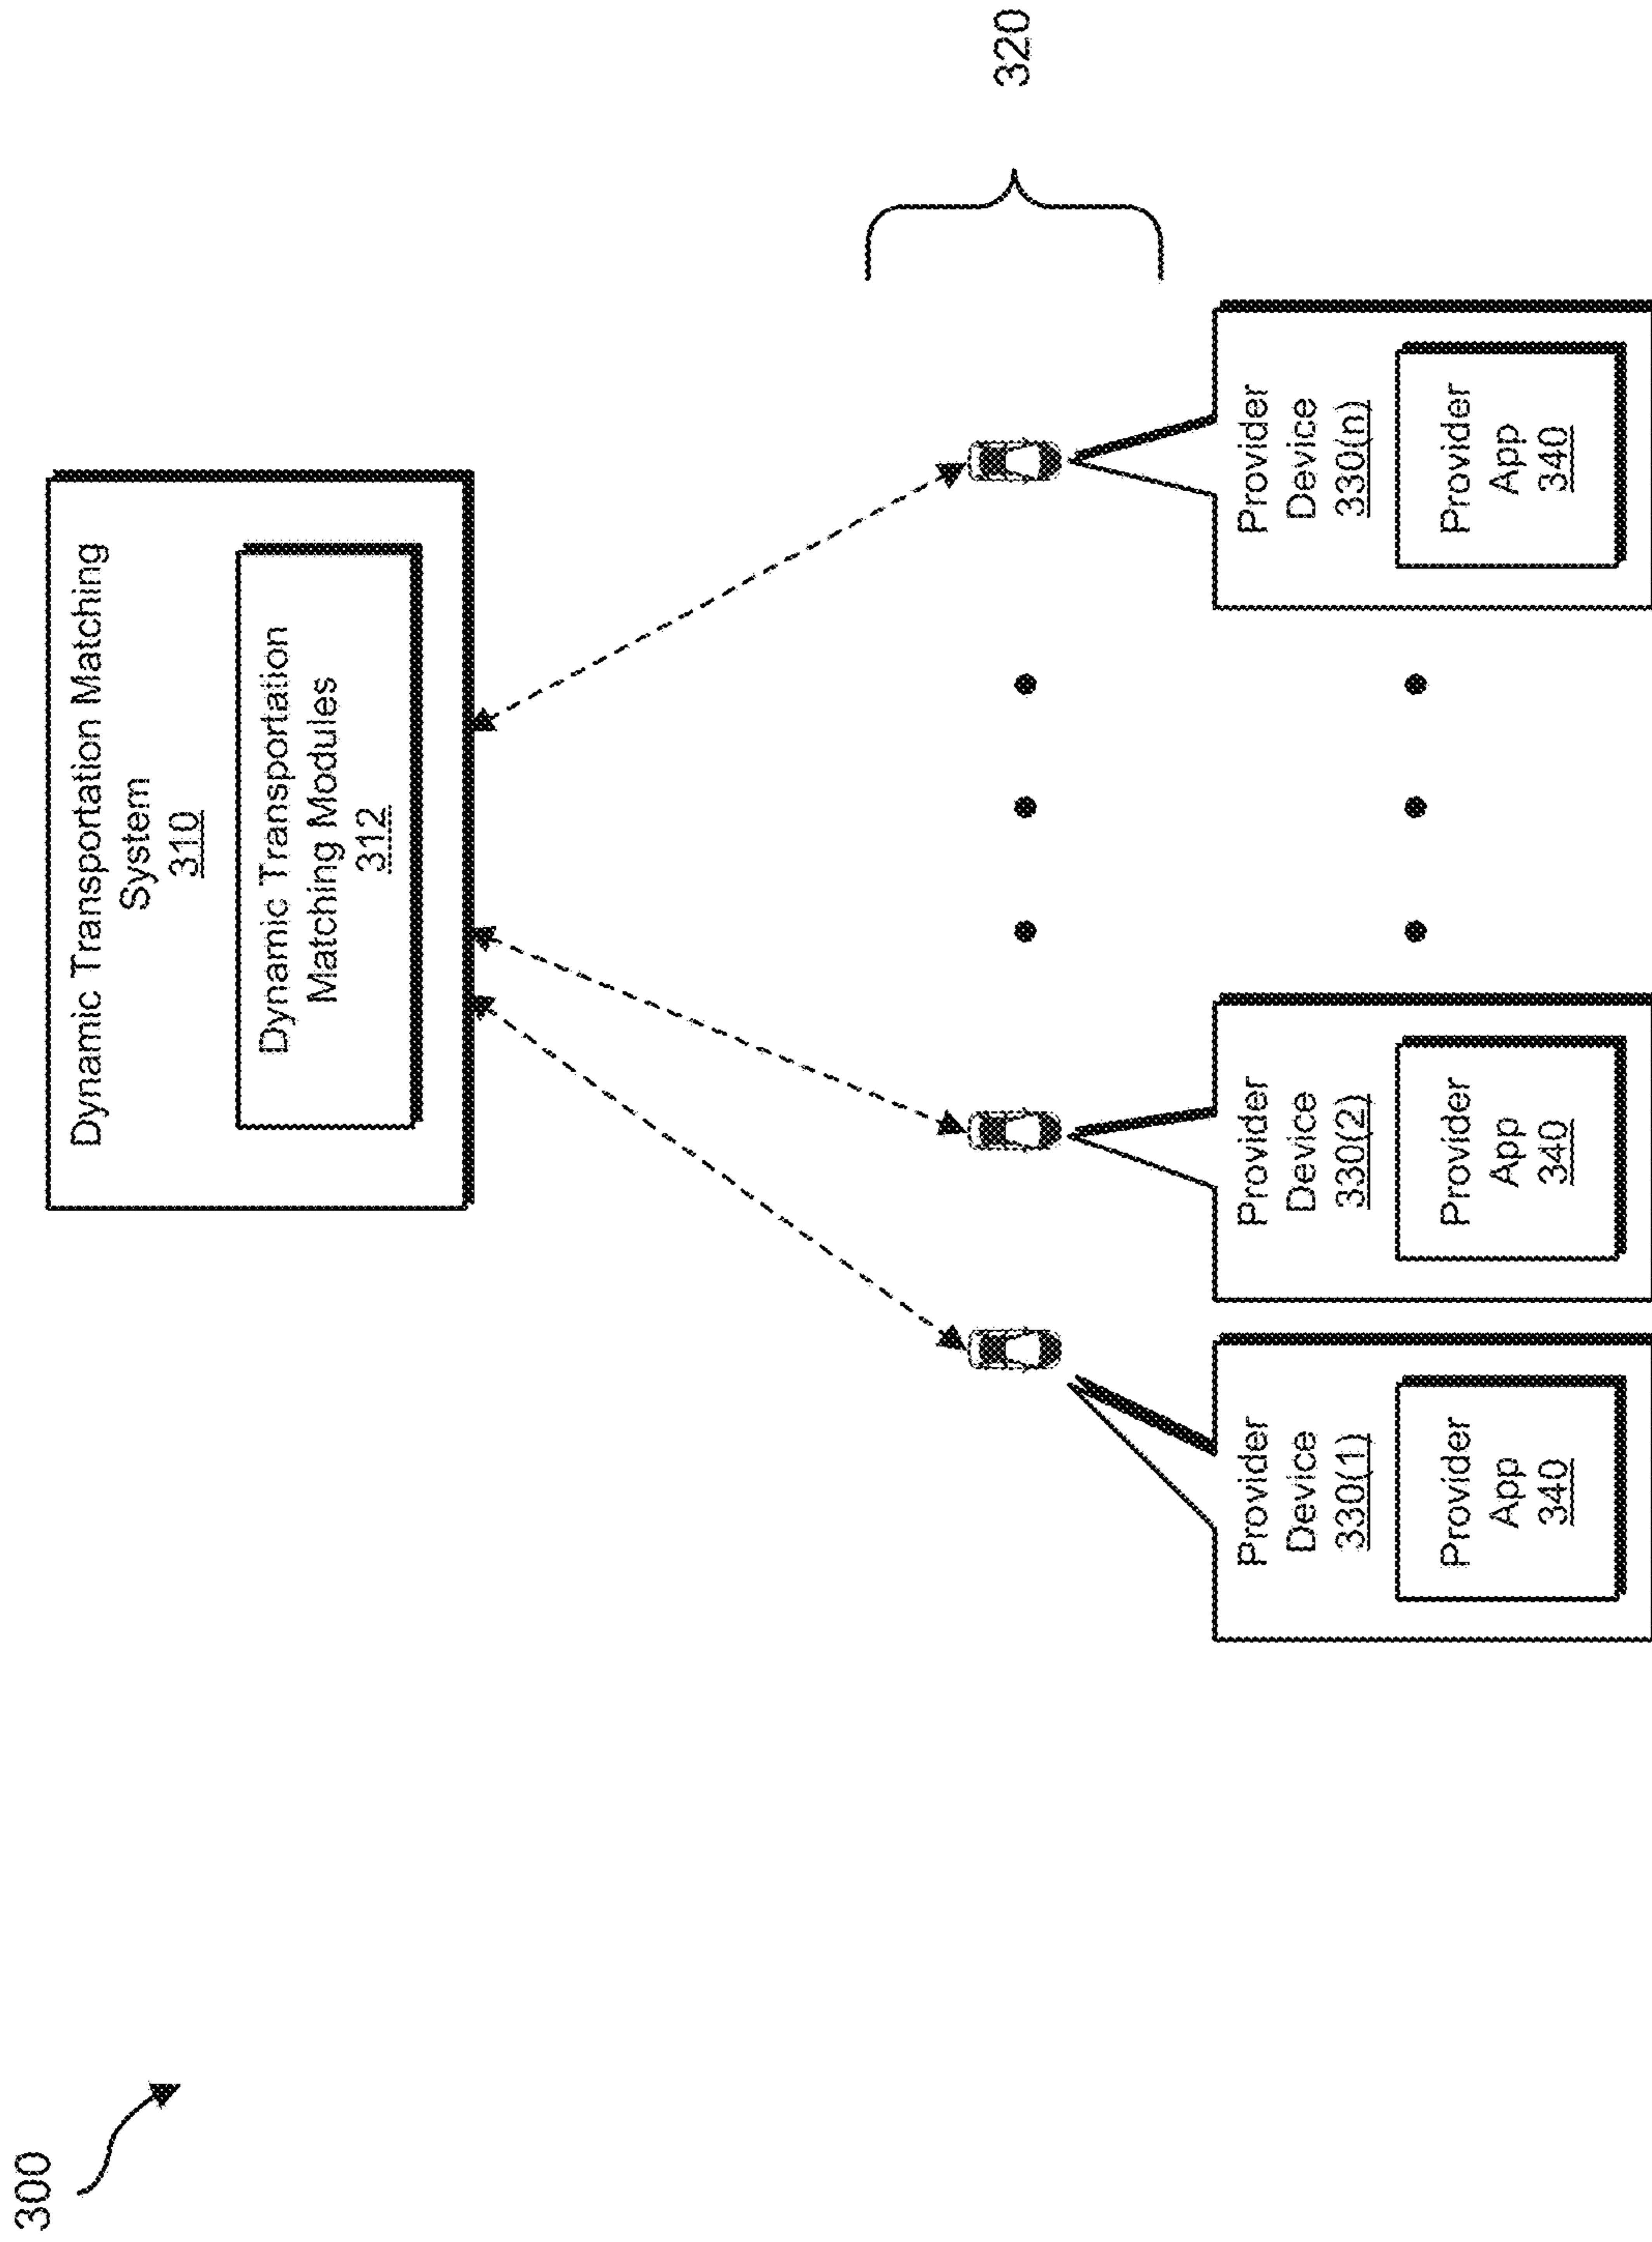 300
Dynamic Transportation Matching
System
310
Dynamic Transportation
Matching Modules
312
320
Provider
Device
330(1)
Provider
App
340
Provider
Device
330(2)
Provider
App
340
Provider
Device
330(n)
Provider
App
340